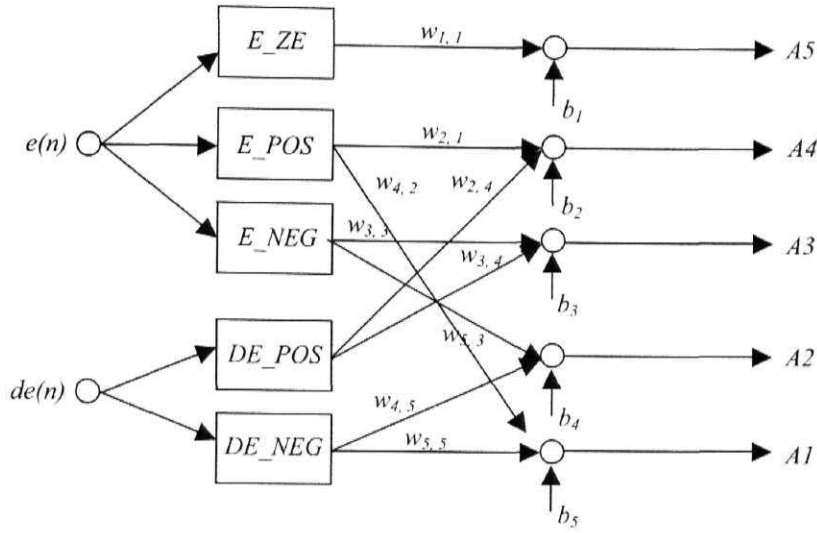 E_ZE
w1, 1
A5
b1
e(n)
E_POS
w2, 1
A4
w4, 2
w2, 4
b2
E_NEG
w3, 3
A3
w3, 4
b3
DE_POS
w5, 3
A2
de(n)
w4, 5
b4
DE_NEG
w5, 5
A1
b5